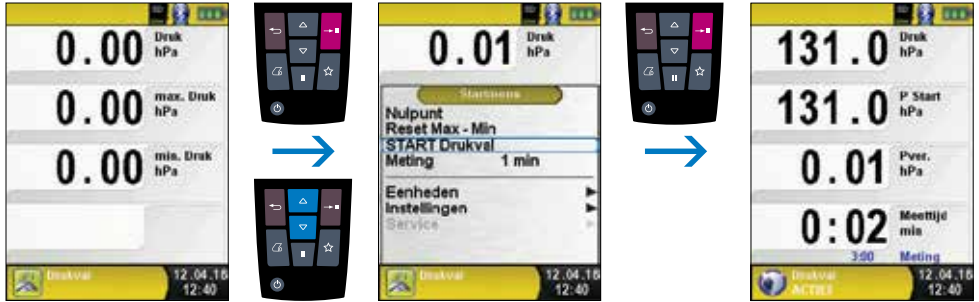 0.00 Druk hPa
0.00 max. Druk hPa
0.00 min. Druk hPa
Drukval 12.04.16
12:40
0.01 Druk hPa
Startmenu
Nulpunt
Reset Max - Min
START Drukval
Meting 1 min
Eenheden
Instellingen
Service
Drukval 12.04.16
12:40
131.0 Druk hPa
131.0 P Start hPa
0.01 Pver. hPa
0:02 Meettijd min
3:00 Meting
Drukval 12.04.16
ACTIEF 12:40